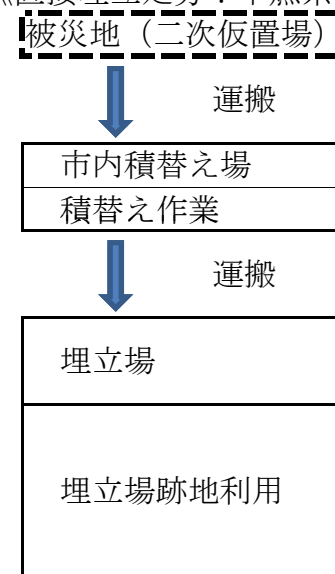 被災地（二次仮置場）
運搬
市内積替え場
積替え作業
運搬
埋立場
埋立場跡地利用